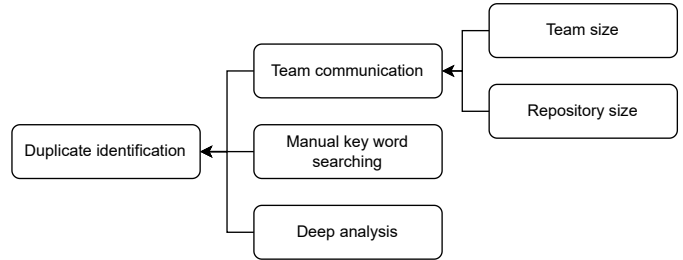 Team size
Team communication
Repository size
Duplicate identification
Manual key word
searching
Deep analysis